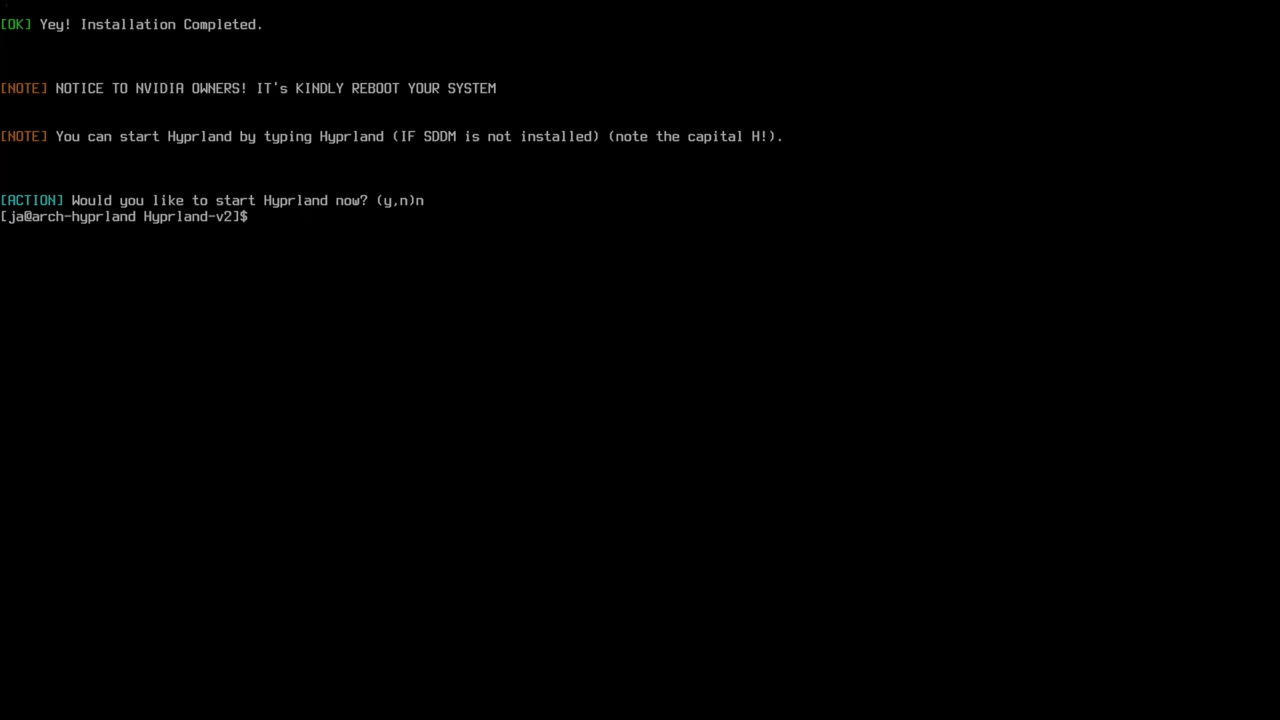 [OK] Yey! Installation Completed.
[NOTE] NOTICE TO NVIDIA OWNERS! IT's KINDLY REBOOT YOUR SYSTEM
[NOTE] You can start Hyprland by typing Hyprland (IF SDDM is not installed) (note the capital H!).
[ACTION] Would you like to start Hyprland now? (y,n)n
[ja@arch-hyprland Hyprland-v2]$